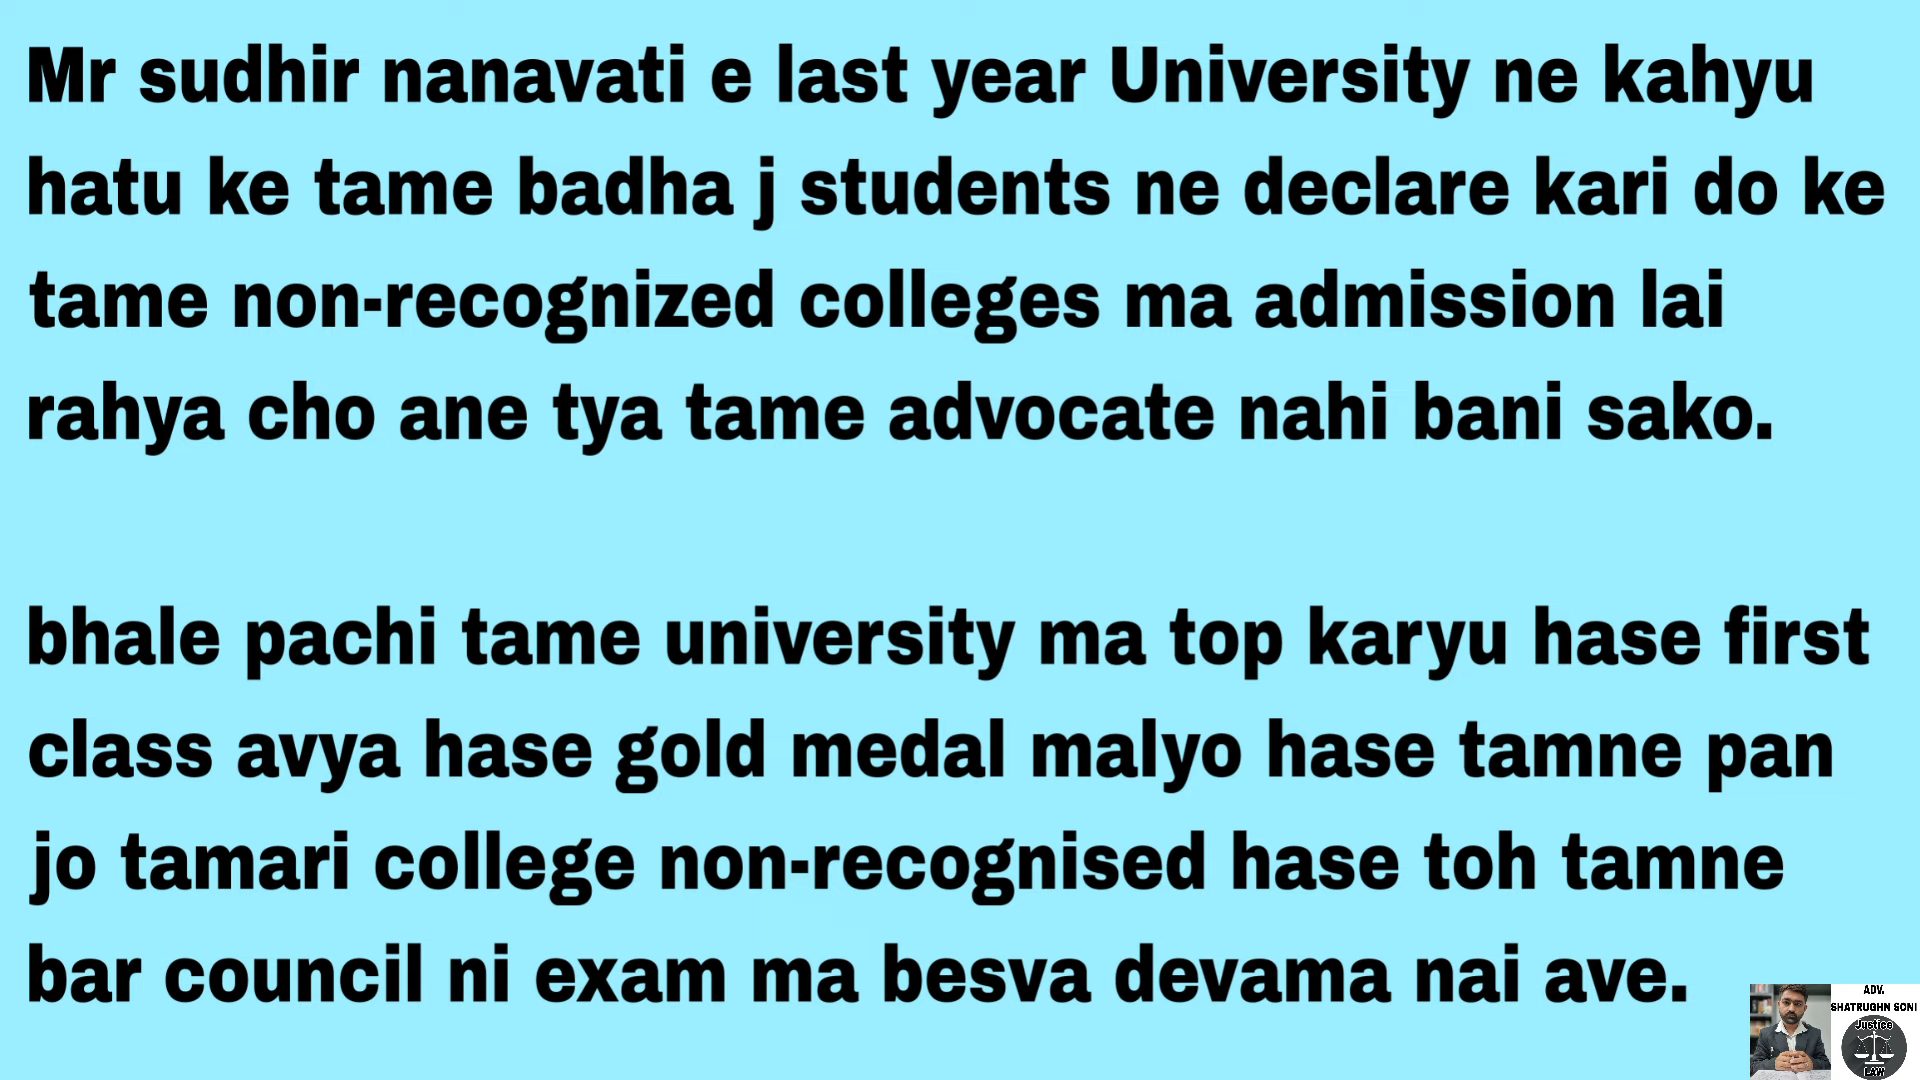 Mr sudhir nanavati e last year University ne kahyu
hatu ke tame badha j students ne declare kari do ke
tame non-recognized colleges ma admission lai
rahya cho ane tya tame advocate nahi bani sako.
bhale pachi tame university ma top karyu hase first
class avya hase gold medal malyo hase tamne pan
jo tamari college non-recognised hase toh tamne
bar council ni exam ma besva devama nai ave.
ADV.
SHATRUGHN SONI
Justice
LAW